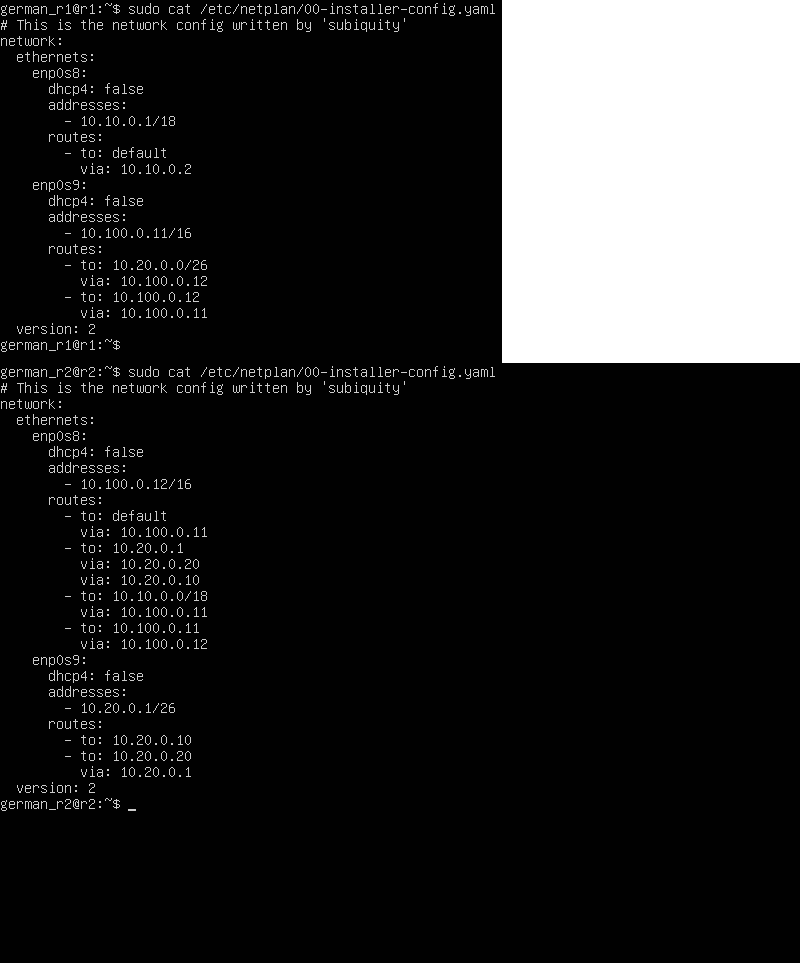 german_r1@r1:~$ sudo cat /etc/netplan/00-installer-config.yaml
# This is the network config written by 'subiquity'
network:
  ethernets:
    enp0s8:
      dhcp4: false
      addresses:
        - 10.10.0.1/18
      routes:
        - to: default
          via: 10.10.0.2
    enp0s9:
      dhcp4: false
      addresses:
        - 10.100.0.11/16
      routes:
        - to: 10.20.0.0/26
          via: 10.100.0.12
        - to: 10.100.0.12
          via: 10.100.0.11
  version: 2
german_r1@r1:~$
german_r2@r2:~$ sudo cat /etc/netplan/00-installer-config.yaml
# This is the network config written by 'subiquity'
network:
  ethernets:
    enp0s8:
      dhcp4: false
      addresses:
        - 10.100.0.12/16
      routes:
        - to: default
          via: 10.100.0.11
        - to: 10.20.0.1
          via: 10.20.0.20
          via: 10.20.0.10
        - to: 10.10.0.0/18
          via: 10.100.0.11
        - to: 10.100.0.11
          via: 10.100.0.12
    enp0s9:
      dhcp4: false
      addresses:
        - 10.20.0.1/26
      routes:
        - to: 10.20.0.10
        - to: 10.20.0.20
          via: 10.20.0.1
  version: 2
german_r2@r2:~$ _